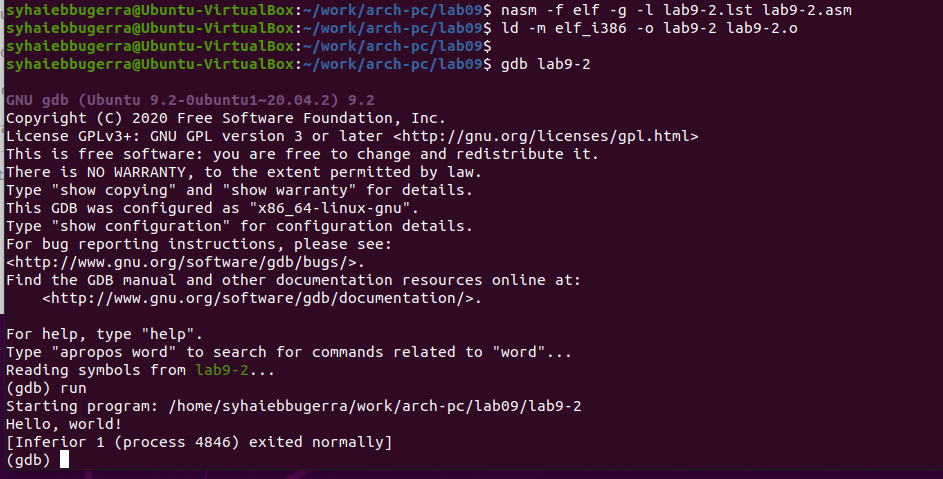 syhaiebbugerra@Ubuntu-VirtualBox:~/work/arch-pc/lab09$ nasm -f elf -g -l lab9-2.lst lab9-2.asm
syhaiebbugerra@Ubuntu-VirtualBox:~/work/arch-pc/lab09$ ld -m elf_i386 -o lab9-2 lab9-2.o
syhaiebbugerra@Ubuntu-VirtualBox:~/work/arch-pc/lab09$
syhaiebbugerra@Ubuntu-VirtualBox:~/work/arch-pc/lab09$ gdb lab9-2
GNU gdb (Ubuntu 9.2-0ubuntu1~20.04.2) 9.2
Copyright (C) 2020 Free Software Foundation, Inc.
License GPLv3+: GNU GPL version 3 or later <http://gnu.org/licenses/gpl.html>
This is free software: you are free to change and redistribute it.
There is NO WARRANTY, to the extent permitted by law.
Type "show copying" and "show warranty" for details.
This GDB was configured as "x86_64-linux-gnu".
Type "show configuration" for configuration details.
For bug reporting instructions, please see:
<http://www.gnu.org/software/gdb/bugs/>.
Find the GDB manual and other documentation resources online at:
    <http://www.gnu.org/software/gdb/documentation/>.
For help, type "help".
Type "apropos word" to search for commands related to "word"...
Reading symbols from lab9-2...
(gdb) run
Starting program: /home/syhaiebbugerra/work/arch-pc/lab09/lab9-2
Hello, world!
[Inferior 1 (process 4846) exited normally]
(gdb)